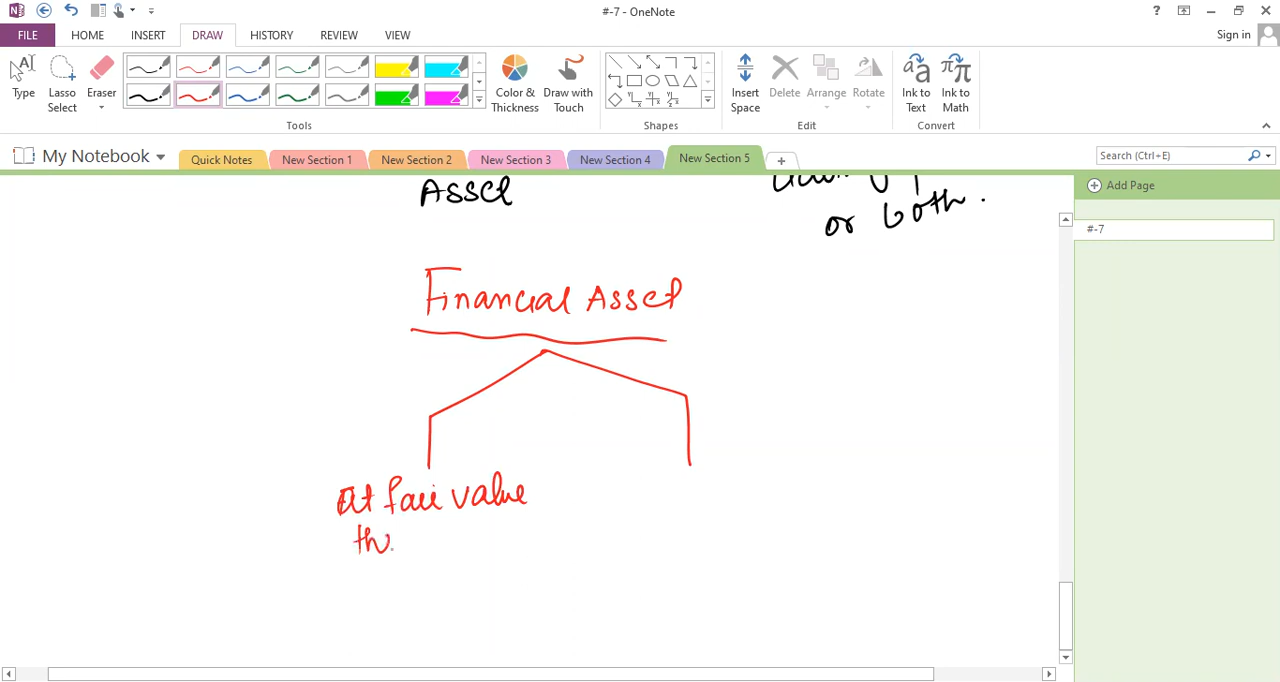 #-7 - OneNote
? 
Sign in
FILE HOME INSERT DRAW HISTORY REVIEW VIEW
Type Lasso Select Eraser Color & Thickness Draw with Touch Insert Space Delete Arrange Rotate Ink to Text Ink to Math
Tools Shapes Edit Convert
My Notebook Quick Notes New Section 1 New Section 2 New Section 3 New Section 4 New Section 5 Search (Ctrl+E)
Add Page
#-7
Asset
or both.
Financial Asset
At fair value
th